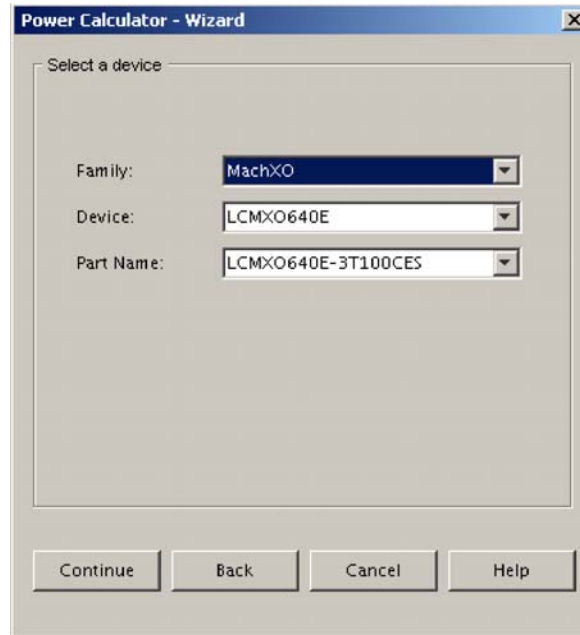 Power Calculator - Wizard
Select a device
Family: MachXO
Device: LCMXO640E
Part Name: LCMXO640E-3T100CES
Continue Back Cancel Help